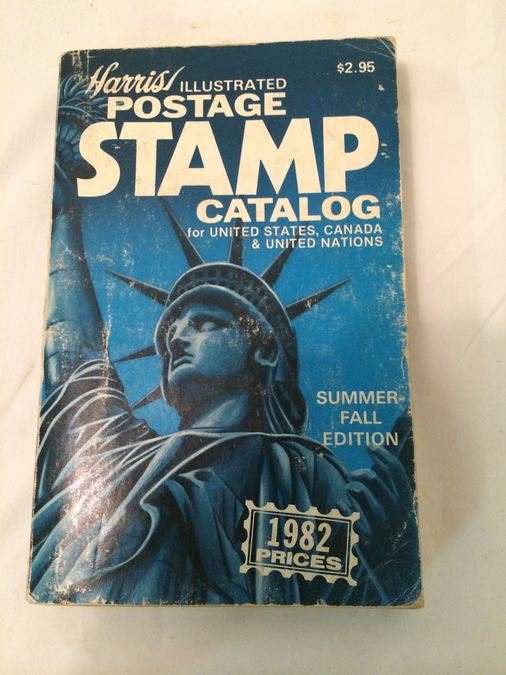 Harris ILLUSTRATED
$2.95
POSTAGE
STAMP
CATALOG
for UNITED STATES, CANADA
& UNITED NATIONS
SUMMER-
FALL
EDITION
1982
PRICES